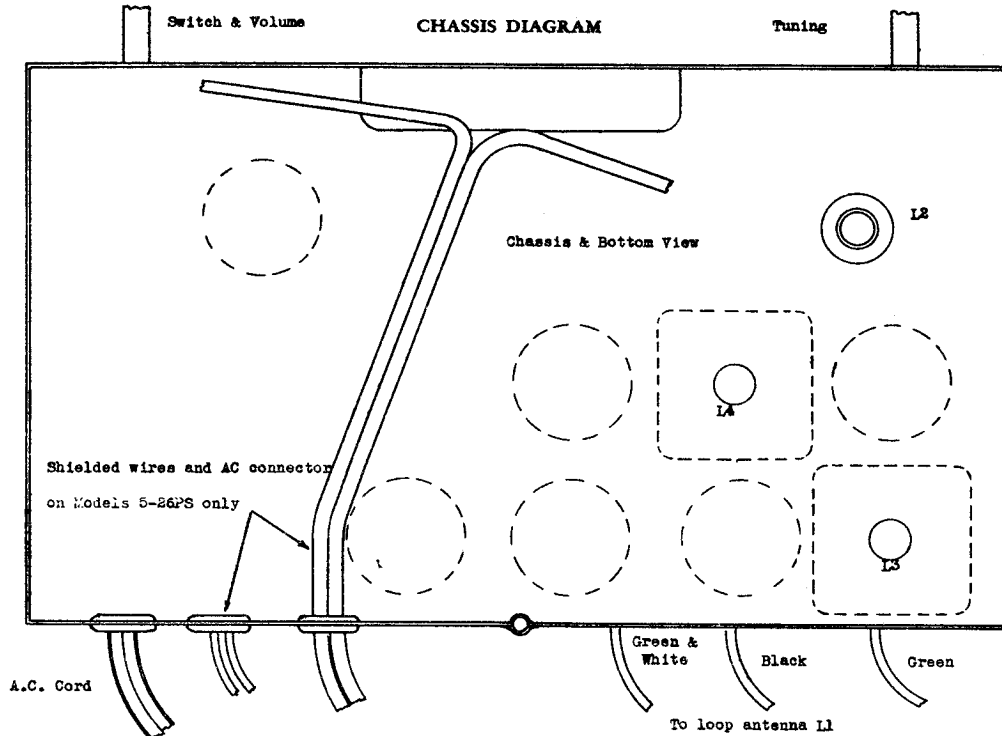 Switch & Volume
CHASSIS DIAGRAM
Tuning
L2
Chassis & Bottom View
L4
Shielded wires and AC connector
on Models 5-26PS only
L3
Green &
White
Black
Green
A.C. Cord
To loop antenna L1